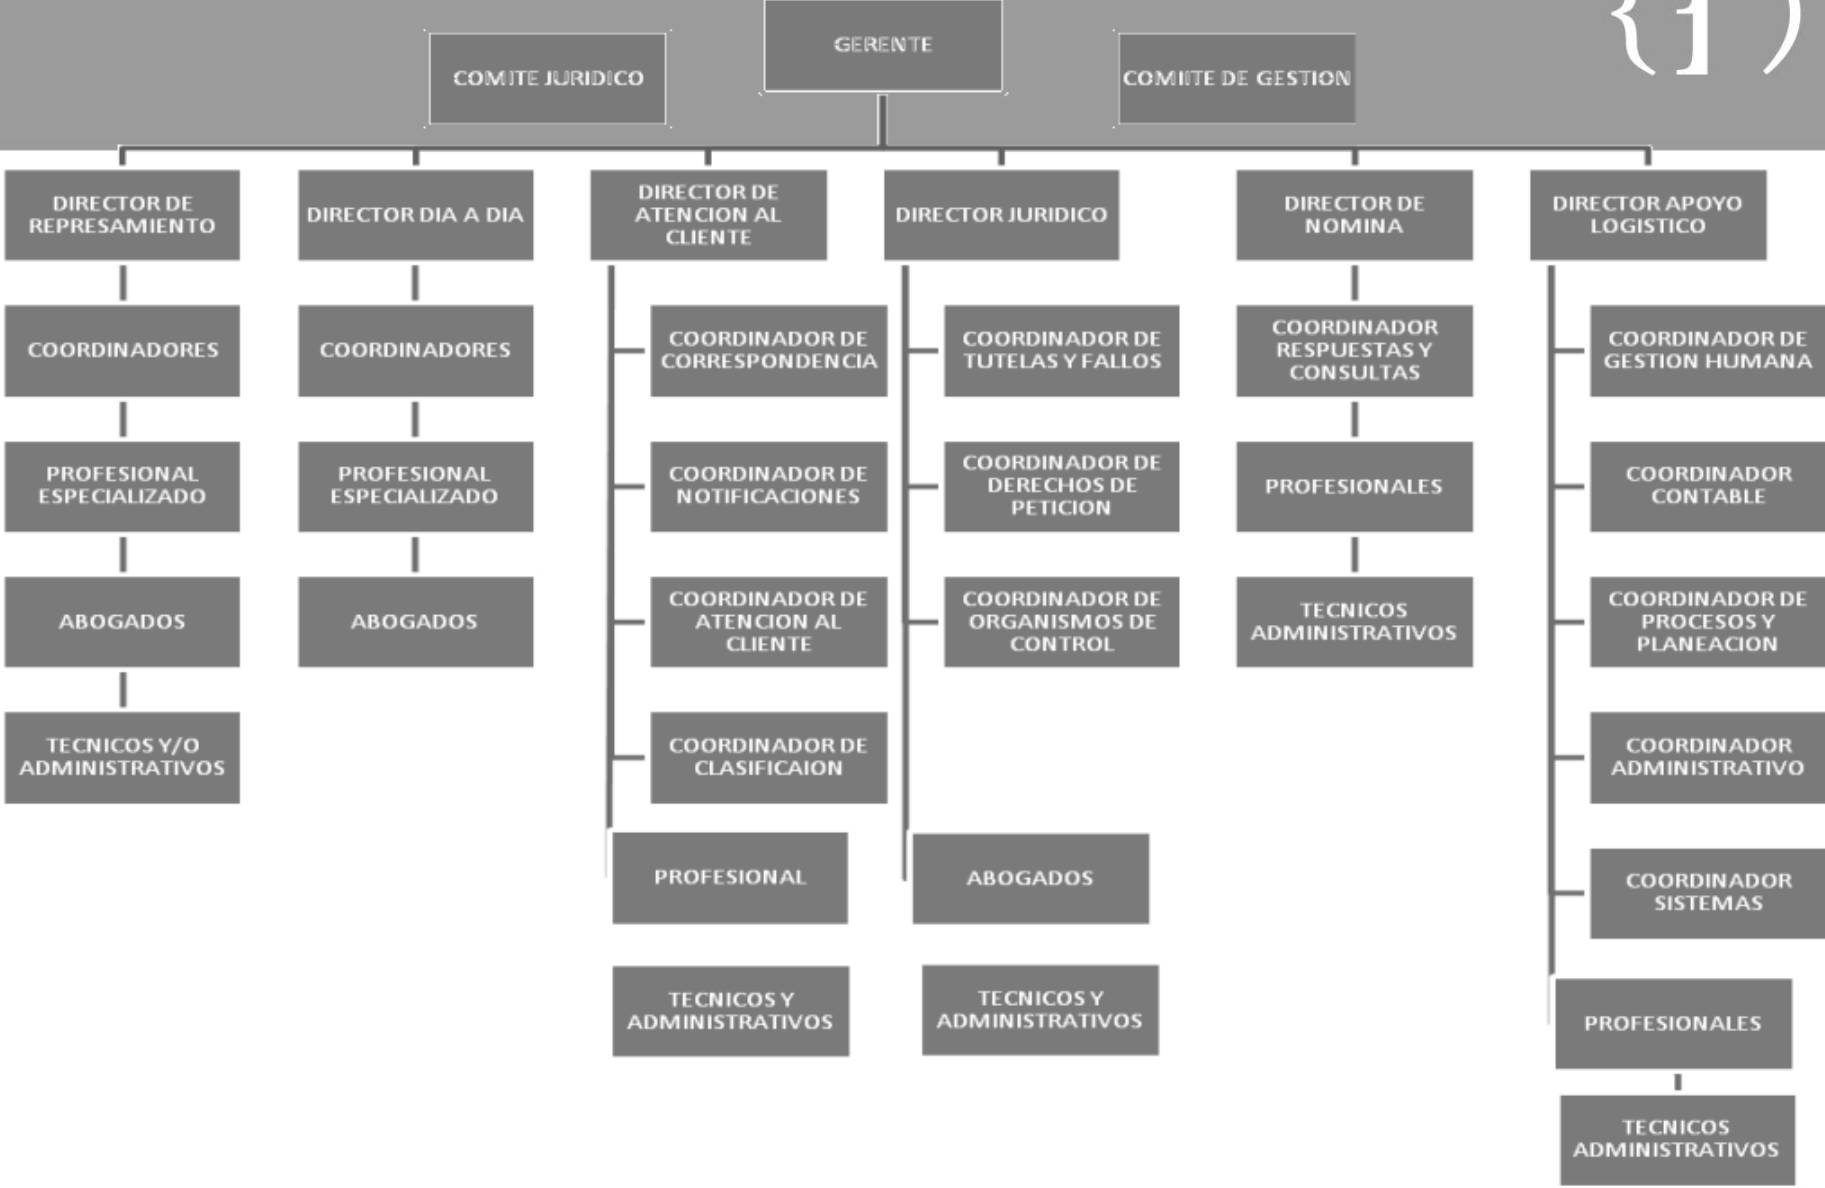 {] )
GERENTE
COMITE JURIDICO
COMIITE DE GESTION
DIRECTOR DE
REPRESAMIENTO
COORDINADORES
PROFESIONAL
ESPECIALIZADO
ABOGADOS
TECNICOS Y/O
ADMINISTRATIVOS
DIRECTOR DIA A DIA
COORDINADORES
PROFESIONAL
ESPECIALIZADO
ABOGADOS
DIRECTOR DE
ATENCION AL
CLIENTE
COORDINADOR DE
CORRESPONDENCIA
COORDINADOR DE
NOTIFICACIONES
COORDINADOR DE
ATENCION AL
CLIENTE
COORDINADOR DE
CLASIFICAION
PROFESIONAL
TECNICOS Y
ADMINISTRATIVOS
DIRECTOR JURIDICO
COORDINADOR DE
TUTELAS Y FALLOS
COORDINADOR DE
DERECHOS DE
PETICION
COORDINADOR DE
ORGANISMOS DE
CONTROL
ABOGADOS
TECNICOS Y
ADMINISTRATIVOS
DIRECTOR DE
NOMINA
COORDINADOR
RESPUESTAS Y
CONSULTAS
PROFESIONALES
TECNICOS
ADMINISTRATIVOS
DIRECTOR APOYO
LOGISTICO
COORDINADOR DE
GESTION HUMANA
COORDINADOR
CONTABLE
COORDINADOR DE
PROCESOS Y
PLANEACION
COORDINADOR
ADMINISTRATIVO
COORDINADOR
SISTEMAS
PROFESIONALES
TECNICOS
ADMINISTRATIVOS